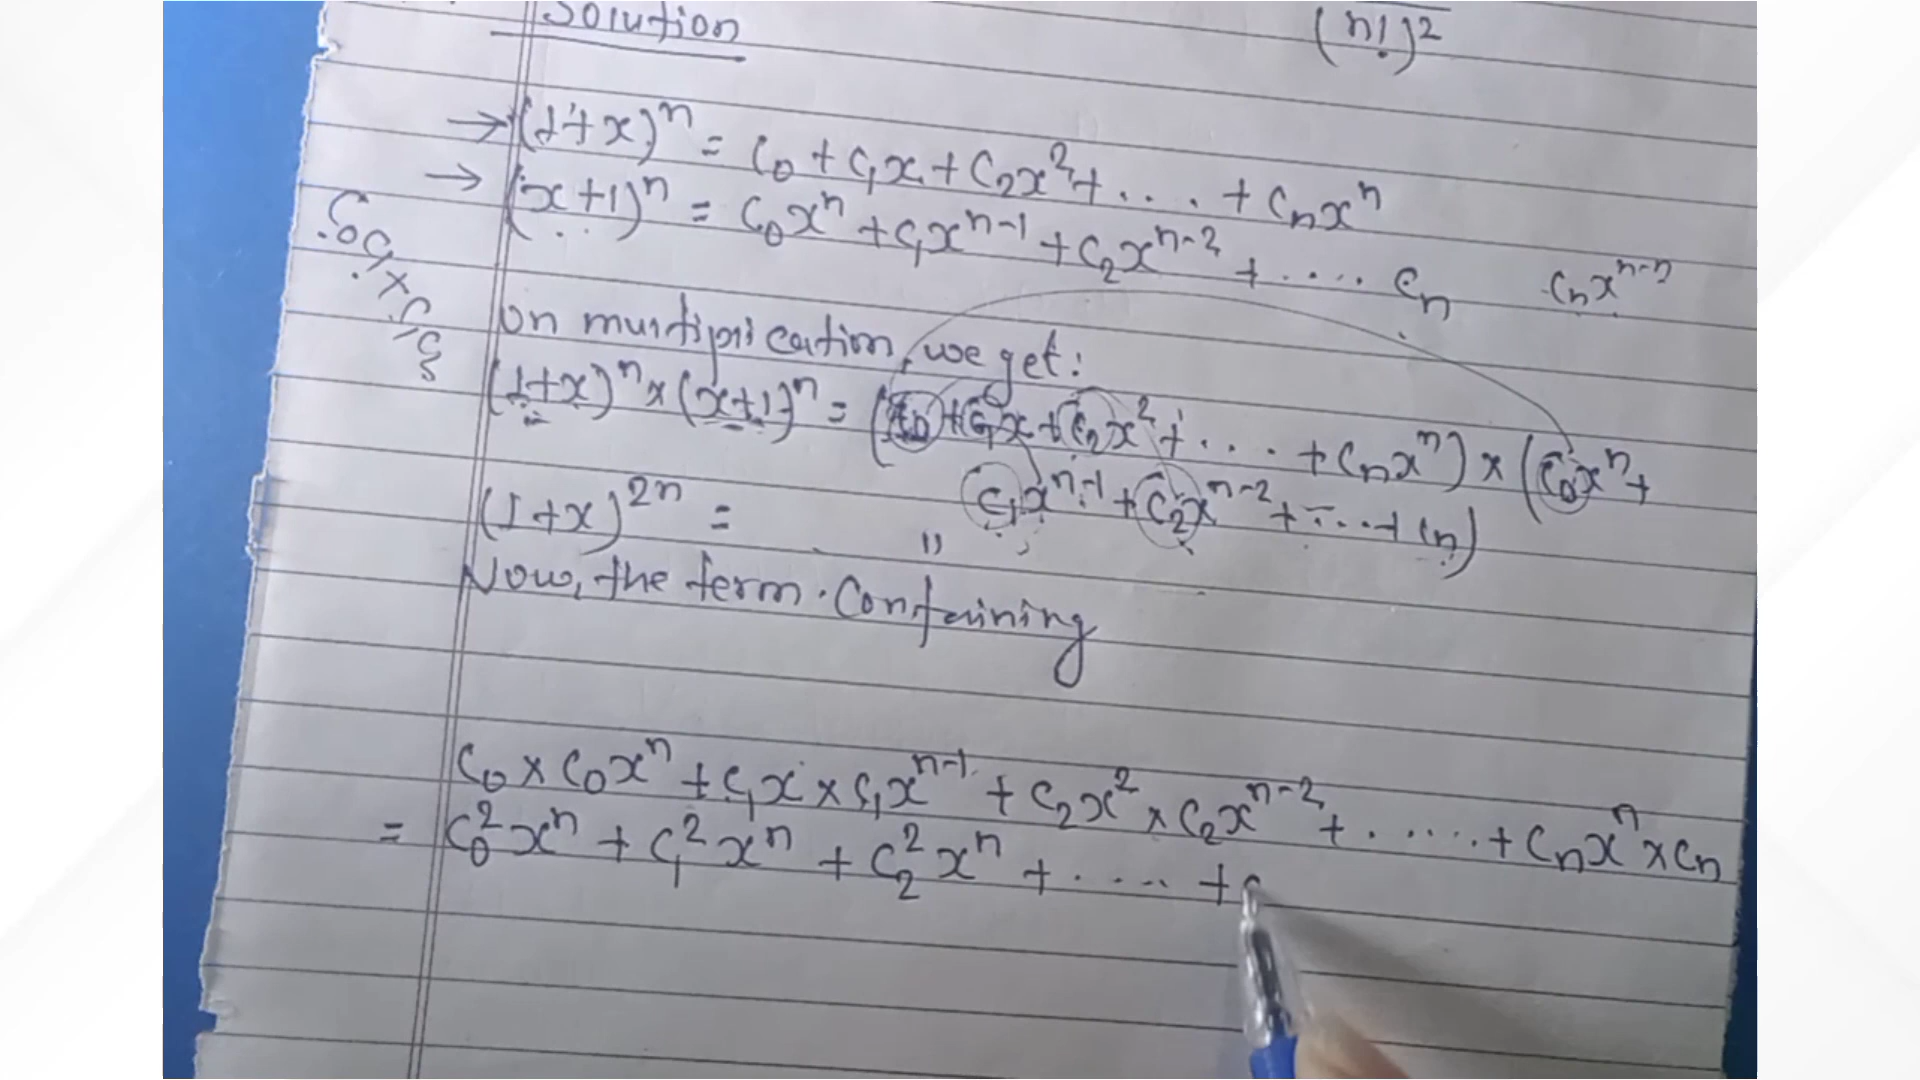 Solution
(n!)²
→ (1+x)ⁿ = C₀ + C₁x + C₂x² + .... + Cₙxⁿ
→ (x+1)ⁿ = C₀xⁿ + C₁xⁿ⁻¹ + C₂xⁿ⁻² + ..... Cₙ Cₙxⁿ⁻ⁿ
on multiplication, we get:
(1+x)ⁿ × (x+1)ⁿ = (C₀ + C₁x + C₂x² + .... + Cₙxⁿ) × (C₀xⁿ +
C₁xⁿ⁻¹ + C₂xⁿ⁻² + .... + Cₙ)
(1+x)²ⁿ = "
Now, the term containing
C₀ × C₀xⁿ + C₁x × C₁xⁿ⁻¹ + C₂x² × C₂xⁿ⁻² + ..... + Cₙxⁿ × Cₙ
= C₀²xⁿ + C₁²xⁿ + C₂²xⁿ + ..... + C